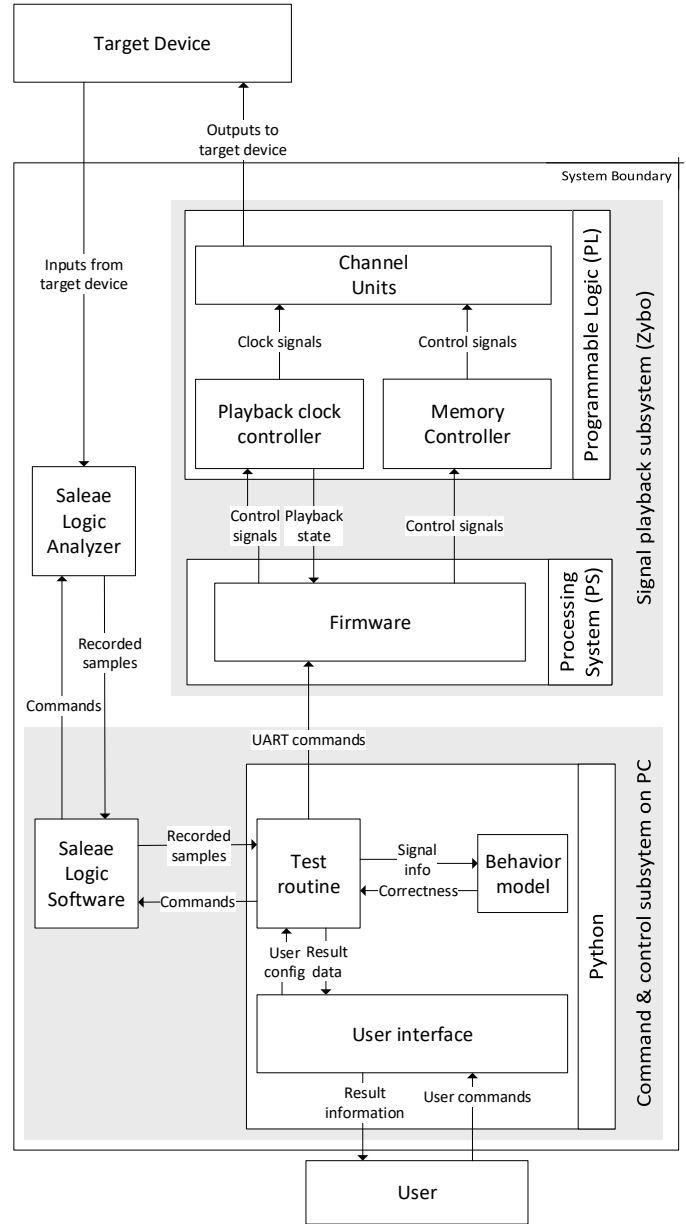 Target Device
Outputs to
target device
System Boundary
Inputs from
target device
Channel
Units
Clock signals
Control signals
Playback clock
controller
Memory
Controller
Programmable Logic (PL)
Signal playback subsystem (Zybo)
Saleae
Logic
Analyzer
Control
signals
Playback
state
Control signals
Firmware
Processing
System (PS)
Recorded
samples
Commands
UART commands
Saleae
Logic
Software
Recorded
samples
Commands
Test
routine
Signal
info
Correctness
Behavior
model
User
config
Result
data
User interface
Python
Command & control subsytem on PC
Result
information
User commands
User